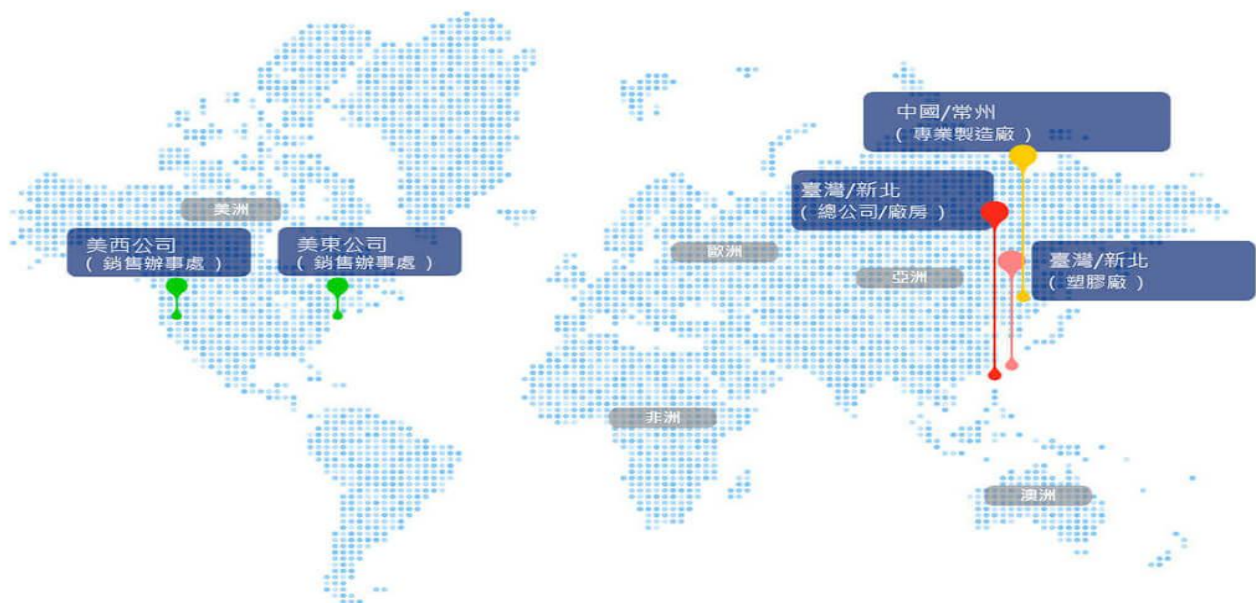 中國/常州
( 專業製造廠 )
臺灣/新北
( 總公司/廠房 )
美洲
美西公司
( 銷售辦事處 )
美東公司
( 銷售辦事處 )
歐洲
亞洲
臺灣/新北
( 塑膠廠 )
非洲
澳洲